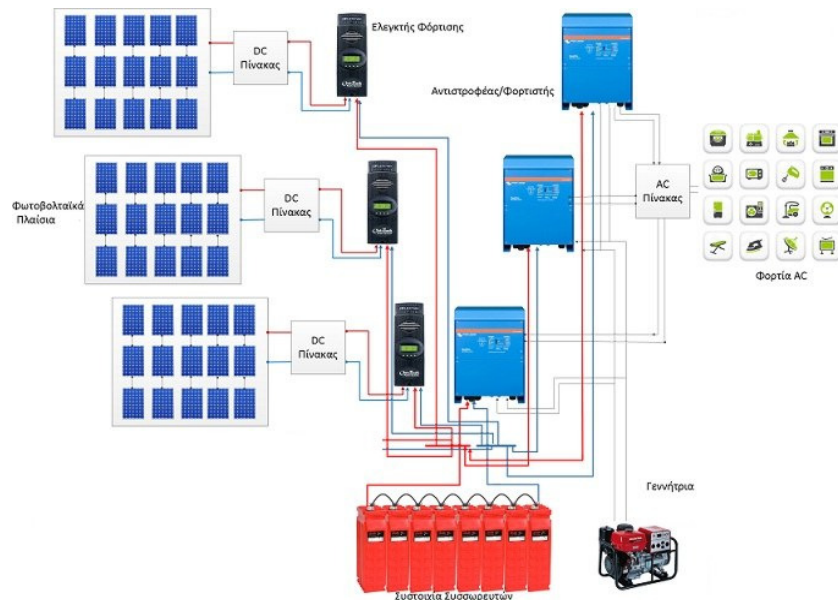 Ελεγκτής Φόρτισης
DC
Πίνακας
Αντιστροφέας/Φορτιστής
Φωτοβολταϊκά
Πλαίσια
DC
Πίνακας
AC
Πίνακας
Φορτία AC
DC
Πίνακας
Γεννήτρια
Συστοιχία Συσσωρευτών